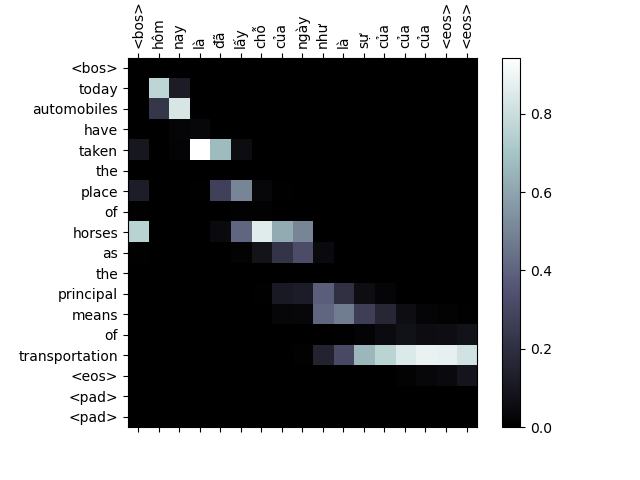 <bos> hôm nay là đã lấy chỗ của ngày như là sự của của của <eos> <eos>
<bos>
today
automobiles
have
taken
the
place
of
horses
as
the
principal
means
of
transportation
<eos>
<pad>
<pad>
0.8
0.6
0.4
0.2
0.0